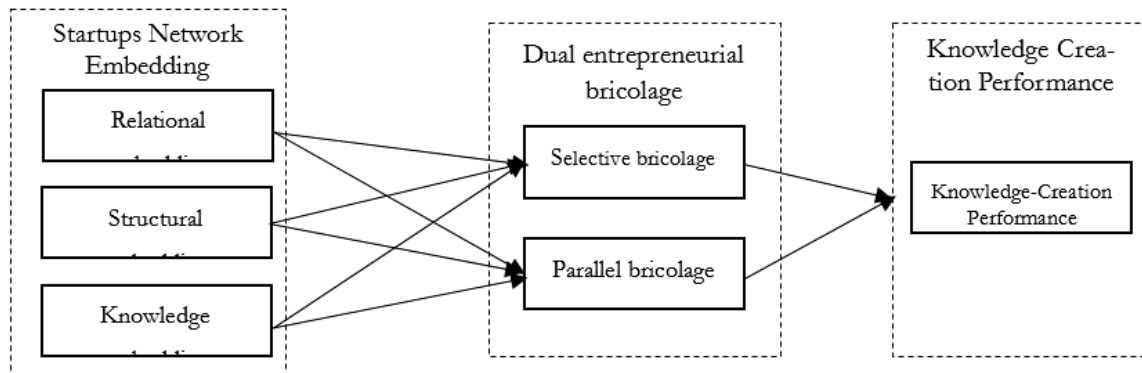 Startups Network
Embedding
Relational
Structural
Knowledge
Dual entrepreneurial
bricolage
Selective bricolage
Parallel bricolage
Knowledge Crea-
tion Performance
Knowledge-Creation
Performance